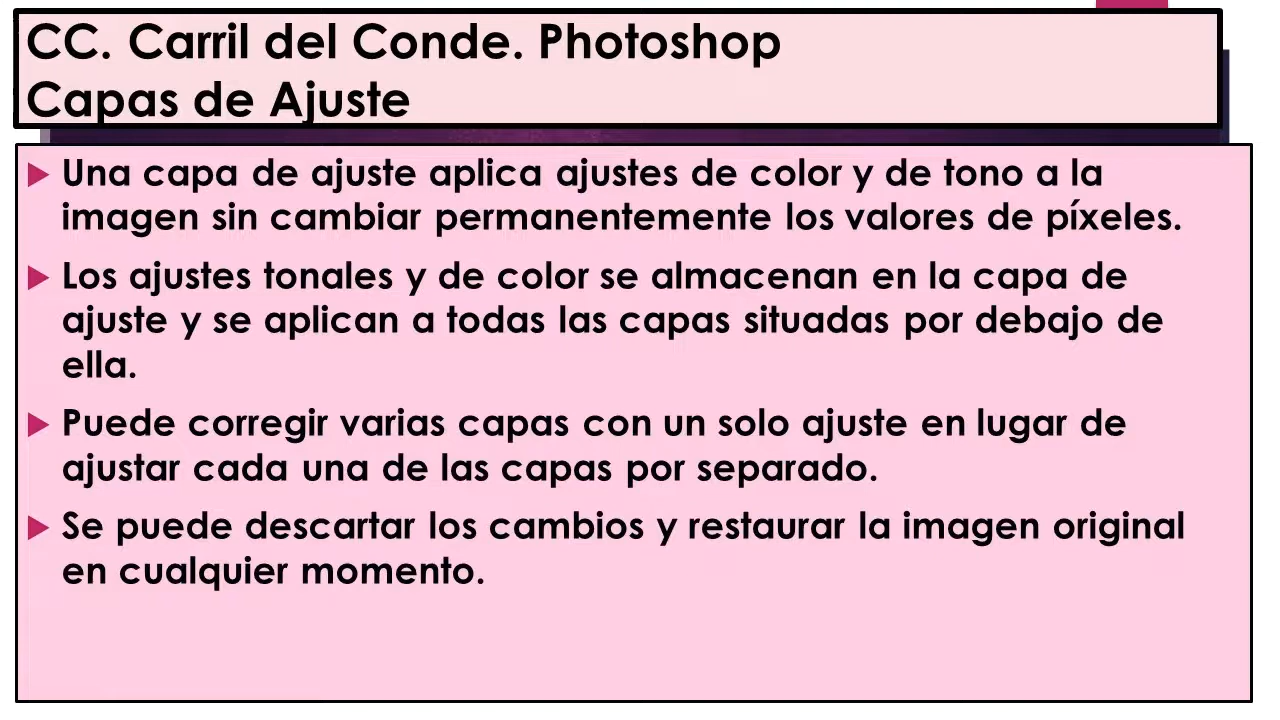 CC. Carril del Conde. Photoshop
Capas de Ajuste
Una capa de ajuste aplica ajustes de color y de tono a la
imagen sin cambiar permanentemente los valores de píxeles.
Los ajustes tonales y de color se almacenan en la capa de
ajuste y se aplican a todas las capas situadas por debajo de
ella.
Puede corregir varias capas con un solo ajuste en lugar de
ajustar cada una de las capas por separado.
Se puede descartar los cambios y restaurar la imagen original
en cualquier momento.